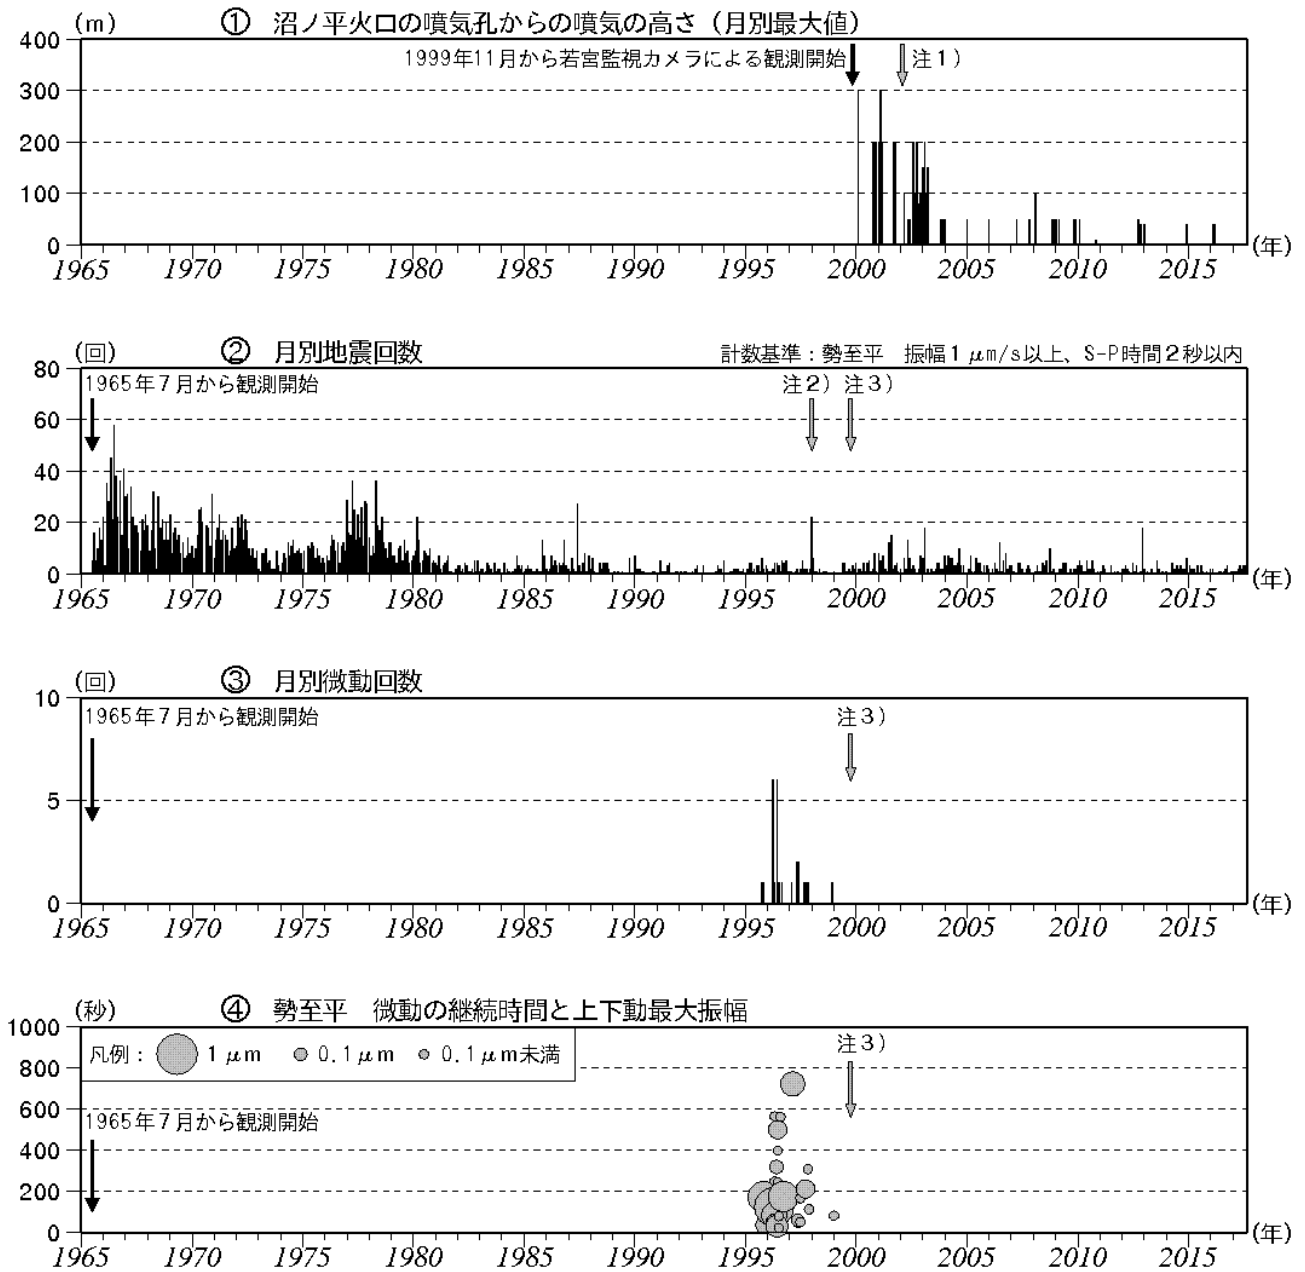 (m) ① 沼ノ平火口の噴気孔からの噴気の高さ（月別最大値）
1999年11月から若宮監視カメラによる観測開始 注１）
400
300
200
100
0
1965 1970 1975 1980 1985 1990 1995 2000 2005 2010 2015 (年)
(回) ② 月別地震回数 計数基準：勢至平 振幅１μm/s以上、S-P時間２秒以内
1965年７月から観測開始 注２） 注３）
80
60
40
20
0
1965 1970 1975 1980 1985 1990 1995 2000 2005 2010 2015 (年)
(回) ③ 月別微動回数
1965年７月から観測開始 注３）
10
5
0
1965 1970 1975 1980 1985 1990 1995 2000 2005 2010 2015 (年)
(秒) ④ 勢至平 微動の継続時間と上下動最大振幅
凡例： １μm 0.1μm 0.1μm未満 注３）
1965年７月から観測開始
1000
800
600
400
200
0
1965 1970 1975 1980 1985 1990 1995 2000 2005 2010 2015 (年)